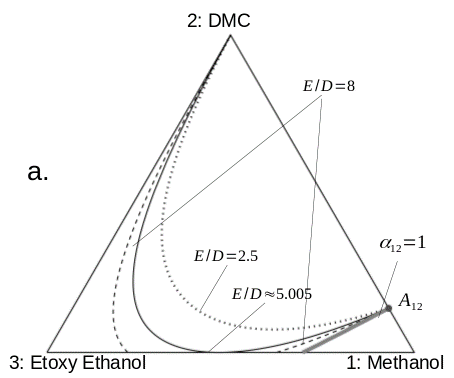 2: DMC
E/D=8
a.
α₁₂=1
E/D=2.5
E/D≈5.005
A₁₂
3: Etoxy Ethanol
1: Methanol